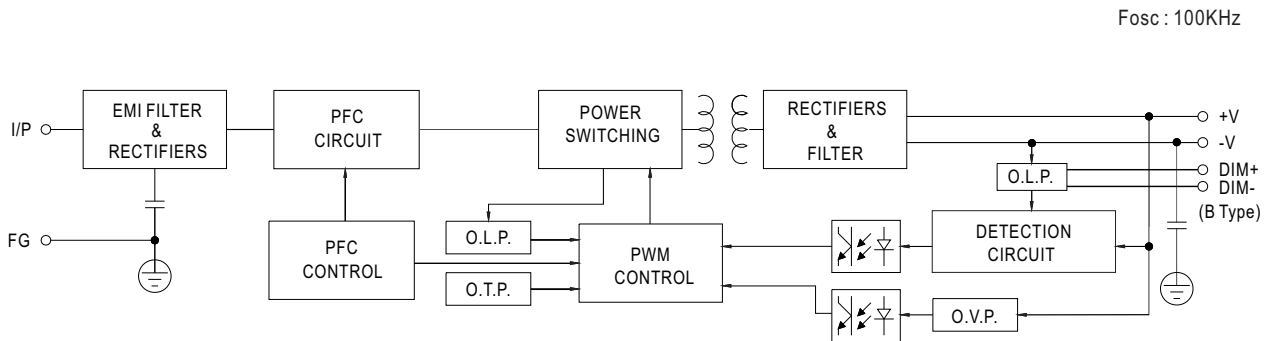 Fosc : 100KHz
I/P
EMI FILTER
&
RECTIFIERS
PFC
CIRCUIT
POWER
SWITCHING
RECTIFIERS
&
FILTER
+V
-V
O.L.P.
DIM+
DIM-
(B Type)
FG
PFC
CONTROL
O.L.P.
O.T.P.
PWM
CONTROL
DETECTION
CIRCUIT
O.V.P.